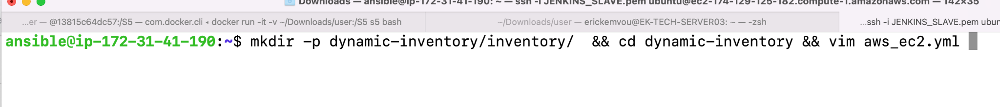 Downloads — ansible@ip-172-31-41-190: ~ — ssh -i JENKINS_SLAVE.pem ubuntu@ec2-174-129-125-182.compute-1.amazonaws.com — 142×35
...er — @13815c64dc57:/S5 — com.docker.cli ◂ docker run -it -v ~/Downloads/user:/S5 s5 bash
~/Downloads/user — erickemvou@EK-TECH-SERVER03: ~ — -zsh
...ssh -i JENKINS_SLAVE.pem ubun
ansible@ip-172-31-41-190:~$ mkdir -p dynamic-inventory/inventory/  && cd dynamic-inventory && vim aws_ec2.yml